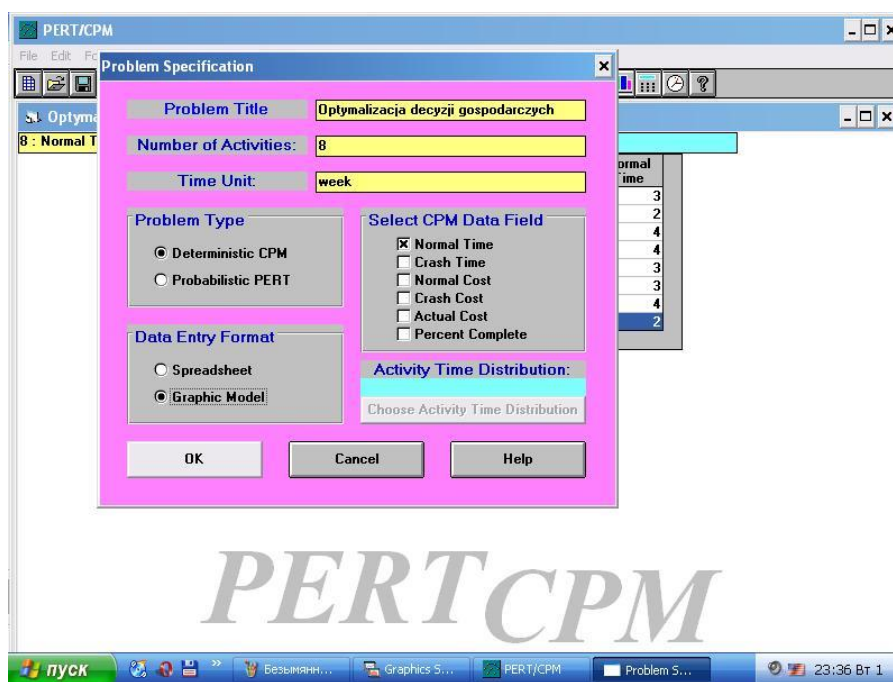 PERT/CPM
File Edit Fo
Problem Specification
Optyma
8 : Normal T
Problem Title
Optymalizacja decyzji gospodarczych
Number of Activities:
8
Time Unit:
week
Problem Type
Deterministic CPM
Probabilistic PERT
Select CPM Data Field
Normal Time
Crash Time
Normal Cost
Crash Cost
Actual Cost
Percent Complete
Data Entry Format
Spreadsheet
Graphic Model
Activity Time Distribution:
Choose Activity Time Distribution
OK
Cancel
Help
ormal
ime
3
2
4
4
3
3
4
2
PERT CPM
пуск
»
Безымянн...
Graphics S...
PERT/CPM
Problem S...
23:36 Вт 1